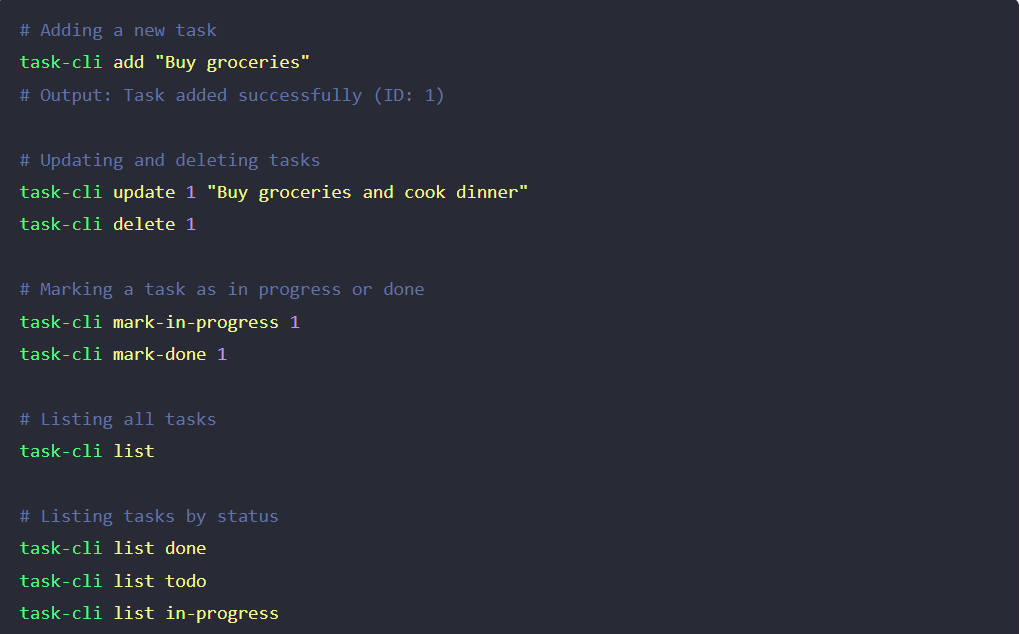 # Adding a new task
task-cli add "Buy groceries"
# Output: Task added successfully (ID: 1)
# Updating and deleting tasks
task-cli update 1 "Buy groceries and cook dinner"
task-cli delete 1
# Marking a task as in progress or done
task-cli mark-in-progress 1
task-cli mark-done 1
# Listing all tasks
task-cli list
# Listing tasks by status
task-cli list done
task-cli list todo
task-cli list in-progress